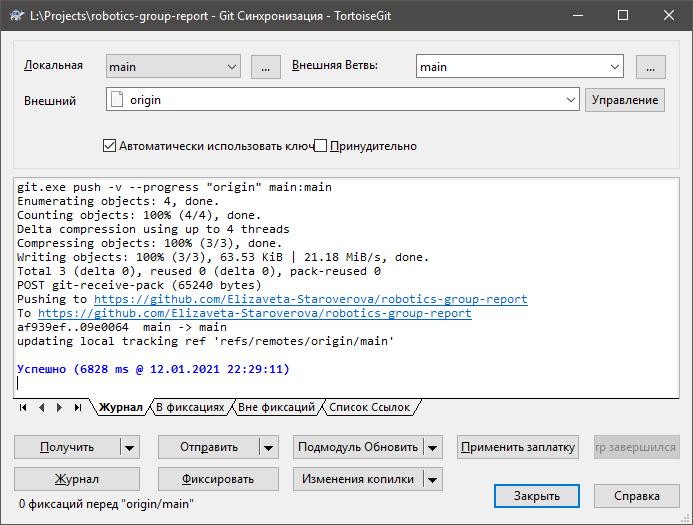 L:\Projects\robotics-group-report - Git Синхронизация - TortoiseGit
Локальная main ... Внешняя Ветвь: main ...
Внешний origin Управление
Автоматически использовать ключ Принудительно
git.exe push -v --progress "origin" main:main
Enumerating objects: 4, done.
Counting objects: 100% (4/4), done.
Delta compression using up to 4 threads
Compressing objects: 100% (3/3), done.
Writing objects: 100% (3/3), 63.53 KiB | 21.18 MiB/s, done.
Total 3 (delta 0), reused 0 (delta 0), pack-reused 0
POST git-receive-pack (65240 bytes)
Pushing to https://github.com/Elizaveta-Staroverova/robotics-group-report
To https://github.com/Elizaveta-Staroverova/robotics-group-report
af939ef..09e0064  main -> main
updating local tracking ref 'refs/remotes/origin/main'
Успешно (6828 ms @ 12.01.2021 22:29:11)
Журнал В фиксациях Вне фиксаций Список Ссылок
Получить Отправить Подмодуль Обновить Применить заплатку гр завершился
Журнал Фиксировать Изменения копилки
0 фиксаций перед "origin/main" Закрыть Справка